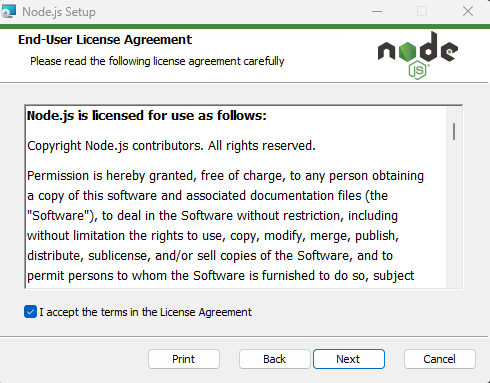 Node.js Setup
End-User License Agreement
Please read the following license agreement carefully
node
JS
Node.js is licensed for use as follows:
Copyright Node.js contributors. All rights reserved.
Permission is hereby granted, free of charge, to any person obtaining
a copy of this software and associated documentation files (the
"Software"), to deal in the Software without restriction, including
without limitation the rights to use, copy, modify, merge, publish,
distribute, sublicense, and/or sell copies of the Software, and to
permit persons to whom the Software is furnished to do so, subject
I accept the terms in the License Agreement
Print Back Next Cancel